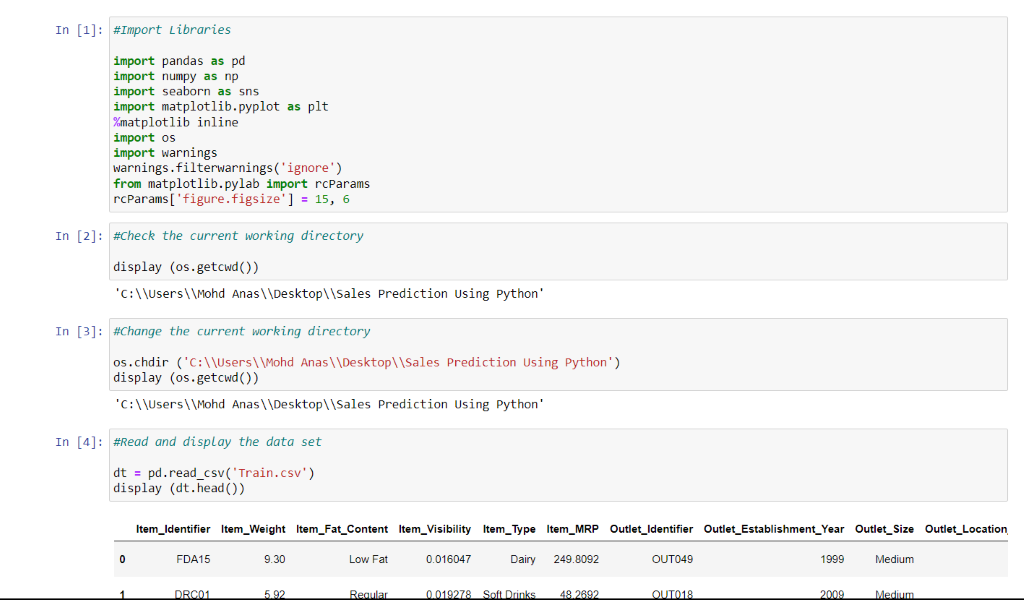 In [1]: #Import Libraries
import pandas as pd
import numpy as np
import seaborn as sns
import matplotlib.pyplot as plt
%matplotlib inline
import os
import warnings
warnings.filterwarnings('ignore')
from matplotlib.pylab import rcParams
rcParams['figure.figsize'] = 15, 6
In [2]: #Check the current working directory
display (os.getcwd())
'C:\\Users\\Mohd Anas\\Desktop\\Sales Prediction Using Python'
In [3]: #Change the current working directory
os.chdir ('C:\\Users\\Mohd Anas\\Desktop\\Sales Prediction Using Python')
display (os.getcwd())
'C:\\Users\\Mohd Anas\\Desktop\\Sales Prediction Using Python'
In [4]: #Read and display the data set
dt = pd.read_csv('Train.csv')
display (dt.head())
Item_Identifier Item_Weight Item_Fat_Content Item_Visibility Item_Type Item_MRP Outlet_Identifier Outlet_Establishment_Year Outlet_Size Outlet_Location
0 FDA15 9.30 Low Fat 0.016047 Dairy 249.8092 OUT049 1999 Medium
1 DRC01 5.92 Regular 0.019278 Soft Drinks 48.2692 OUT018 2009 Medium